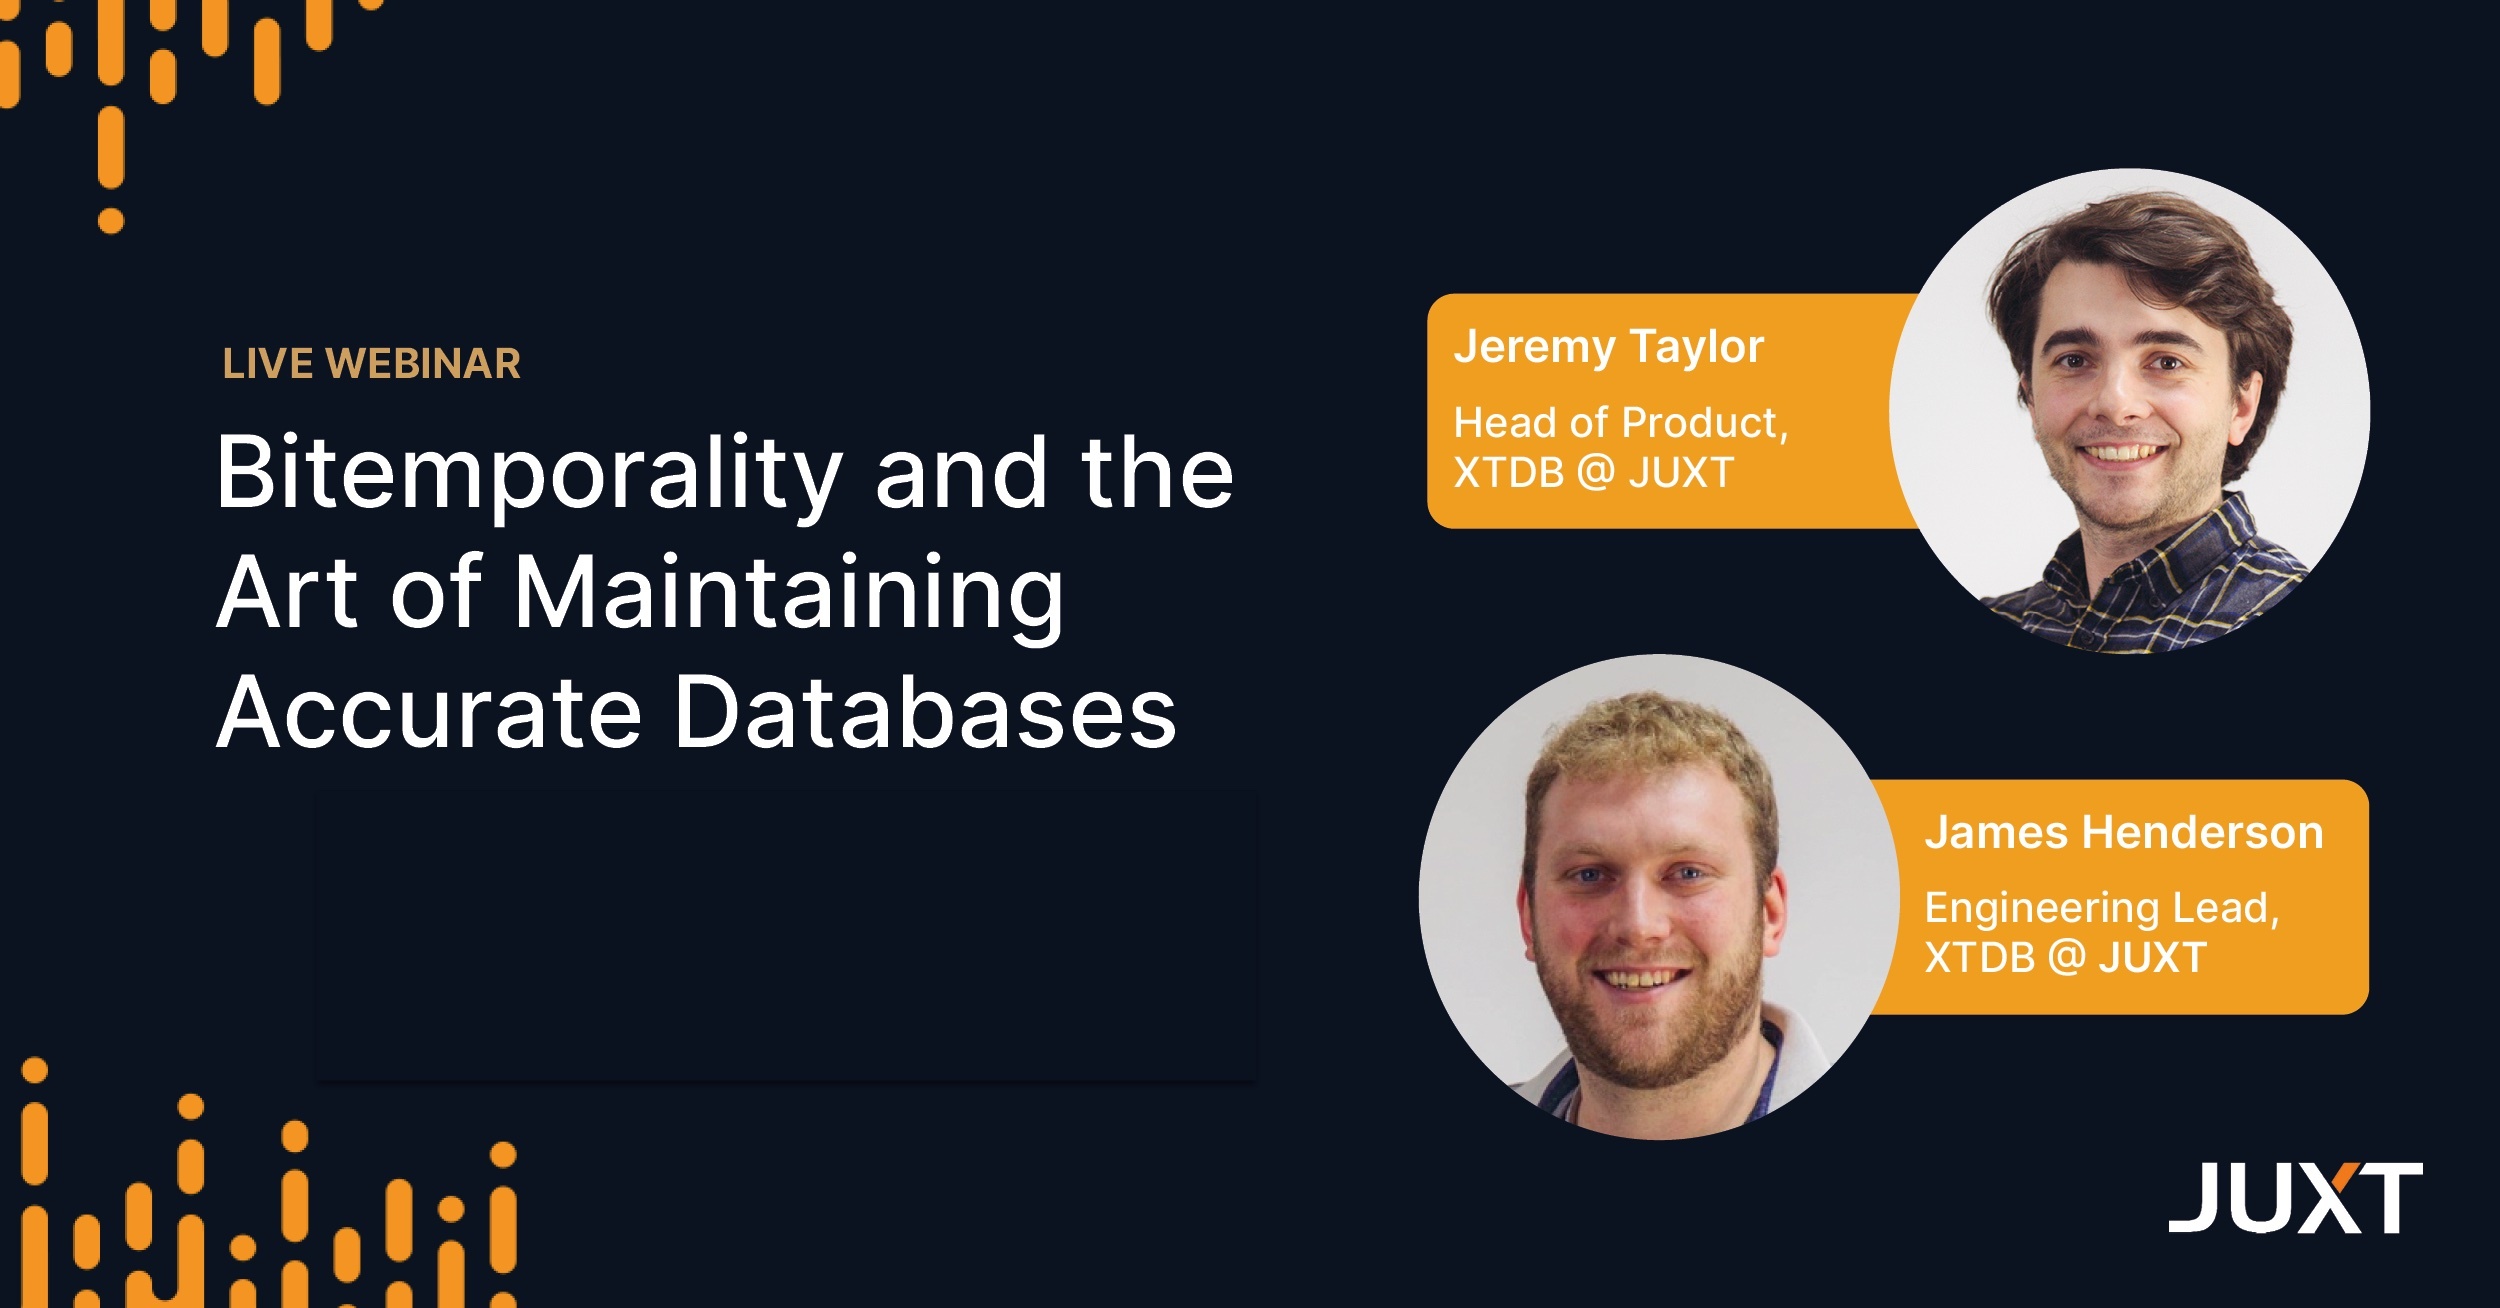 LIVE WEBINAR
Bitemporality and the
Art of Maintaining
Accurate Databases
Jeremy Taylor
Head of Product,
XTDB @ JUXT
James Henderson
Engineering Lead,
XTDB @ JUXT
JUXT